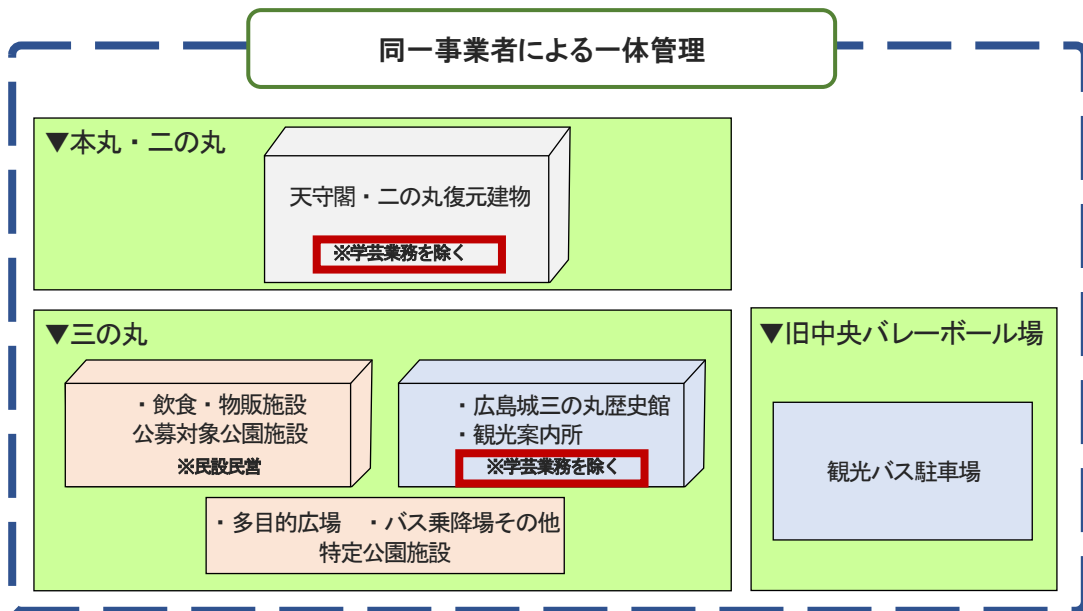 同一事業者による一体管理
▼本丸・二の丸
天守閣・二の丸復元建物
※学芸業務を除く
▼三の丸
・飲食・物販施設
公募対象公園施設
※民設民営
・広島城三の丸歴史館
・観光案内所
※学芸業務を除く
・多目的広場　・バス乗降場その他
特定公園施設
▼旧中央バレーボール場
観光バス駐車場